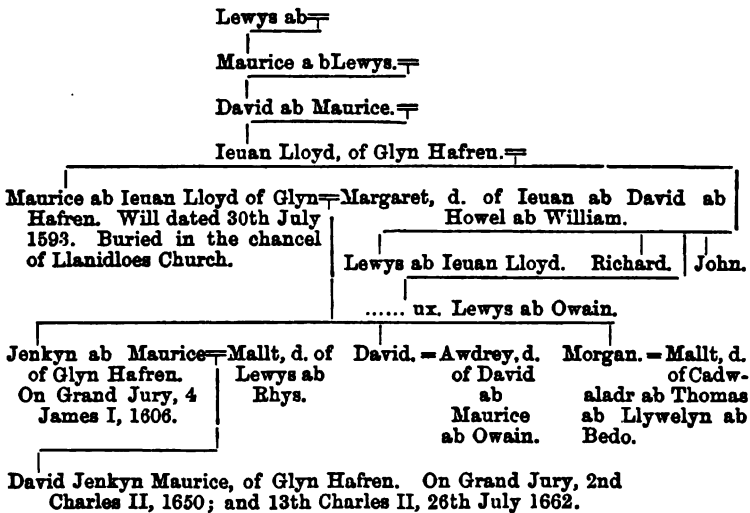 Lewys ab
Maurice a bLewys.
David ab Maurice.
Ieuan Lloyd, of Glyn Hafren.
Maurice ab Ieuan Lloyd of Glyn
Hafren. Will dated 30th July
1593. Buried in the chancel
of Llanidloes Church.
Margaret, d. of Ieuan ab David ab
Howel ab William.
Lewys ab Ieuan Lloyd. Richard. John.
...... ux. Lewys ab Owain.
Jenkyn ab Maurice
of Glyn Hafren.
On Grand Jury, 4
James I, 1606.
Mallt, d. of
Lewys ab
Rhys.
David. = Awdrey, d.
of David
ab
Maurice
ab Owain.
Morgan. = Mallt, d.
of Cadw-
aladr ab Thomas
ab Llywelyn ab
Bedo.
David Jenkyn Maurice, of Glyn Hafren. On Grand Jury, 2nd
Charles II, 1650; and 13th Charles II, 26th July 1662.